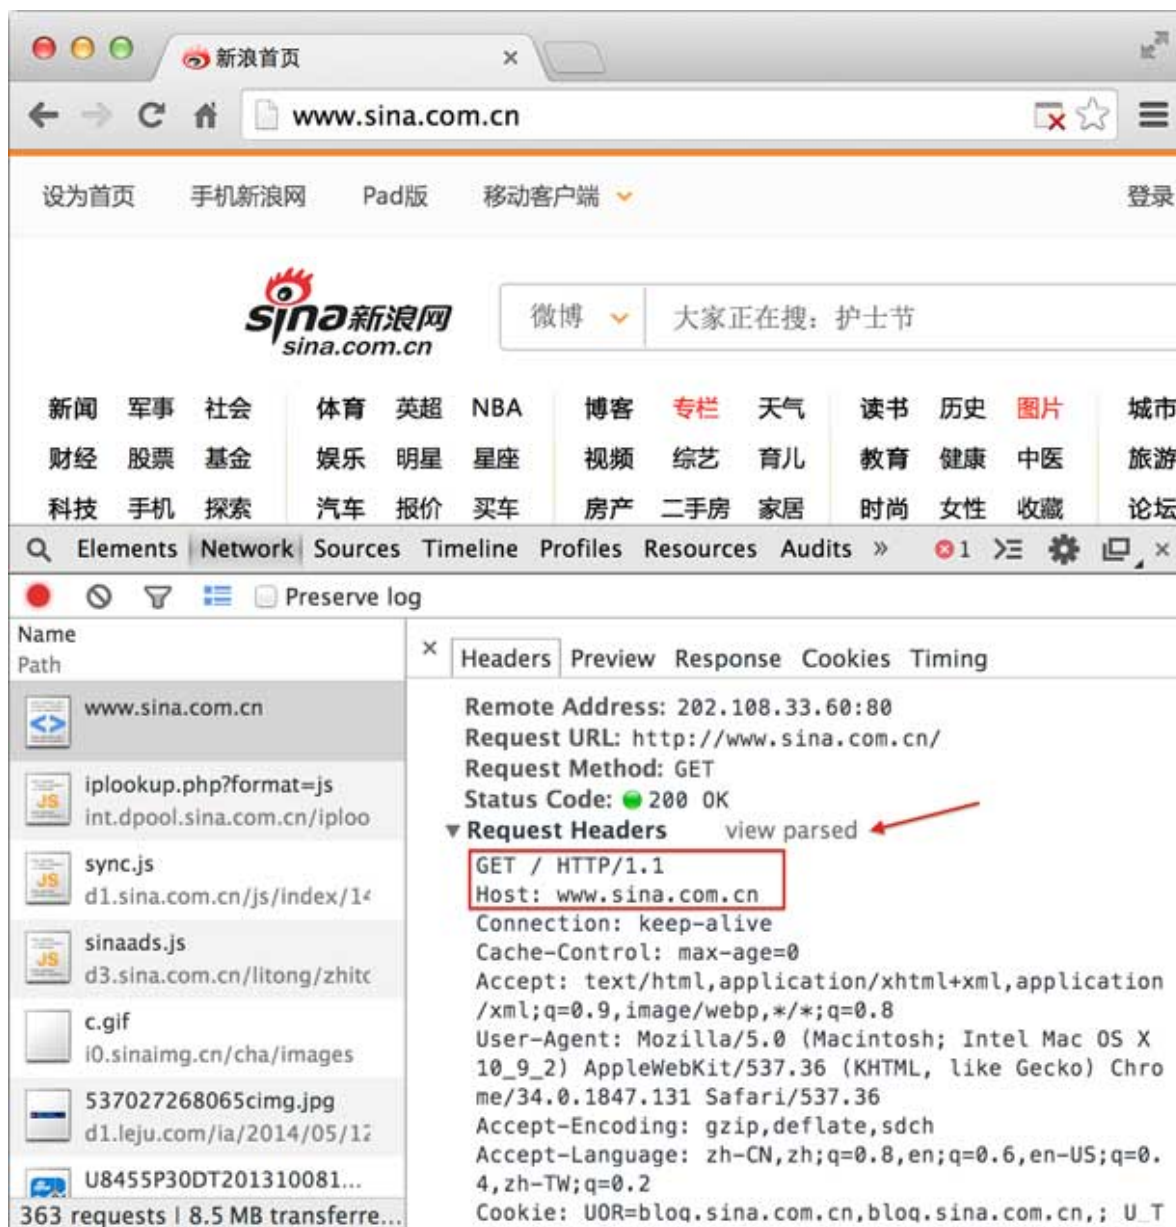 新浪首页
www.sina.com.cn
设为首页 手机新浪网 Pad版 移动客户端 登录
sina新浪网
sina.com.cn
微博 大家正在搜：护士节
新闻 军事 社会 体育 英超 NBA 博客 专栏 天气 读书 历史 图片 城市
财经 股票 基金 娱乐 明星 星座 视频 综艺 育儿 教育 健康 中医 旅游
科技 手机 探索 汽车 报价 买车 房产 二手房 家居 时尚 女性 收藏 论坛
Elements Network Sources Timeline Profiles Resources Audits » 1
Preserve log
Name
Path
www.sina.com.cn
iplookup.php?format=js
int.dpool.sina.com.cn/iploo
sync.js
d1.sina.com.cn/js/index/14
sinaads.js
d3.sina.com.cn/litong/zhitc
c.gif
i0.sinaimg.cn/cha/images
537027268065cimg.jpg
d1.leju.com/ia/2014/05/12
U8455P30DT201310081...
363 requests | 8.5 MB transferre...
Headers Preview Response Cookies Timing
Remote Address: 202.108.33.60:80
Request URL: http://www.sina.com.cn/
Request Method: GET
Status Code: 200 OK
Request Headers view parsed
GET / HTTP/1.1
Host: www.sina.com.cn
Connection: keep-alive
Cache-Control: max-age=0
Accept: text/html,application/xhtml+xml,application
/xml;q=0.9,image/webp,*/*;q=0.8
User-Agent: Mozilla/5.0 (Macintosh; Intel Mac OS X
10_9_2) AppleWebKit/537.36 (KHTML, like Gecko) Chro
me/34.0.1847.131 Safari/537.36
Accept-Encoding: gzip,deflate,sdch
Accept-Language: zh-CN,zh;q=0.8,en;q=0.6,en-US;q=0.
4,zh-TW;q=0.2
Cookie: UOR=blog.sina.com.cn,blog.sina.com.cn,; U_T